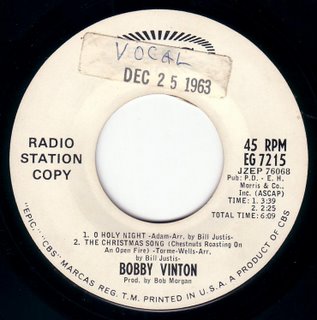 VOCAL
DEC 25 1963
RADIO
STATION
COPY
45 RPM
EG 7215
JZEP 76068
Pub: P.D. - E. H.
Morris & Co.,
Inc. (ASCAP)
TIME: 1. 3:39
2. 2:25
TOTAL TIME: 6:09
1. O HOLY NIGHT -Adam-Arr. by Bill Justis-
2. THE CHRISTMAS SONG (Chestnuts Roasting On
An Open Fire) -Torme-Wells-Arr.
by Bill Justis-
BOBBY VINTON
Prod. by Bob Morgan
"EPIC," "CBS" MARCAS REG. T.M. PRINTED IN U.S.A. A PRODUCT OF CBS